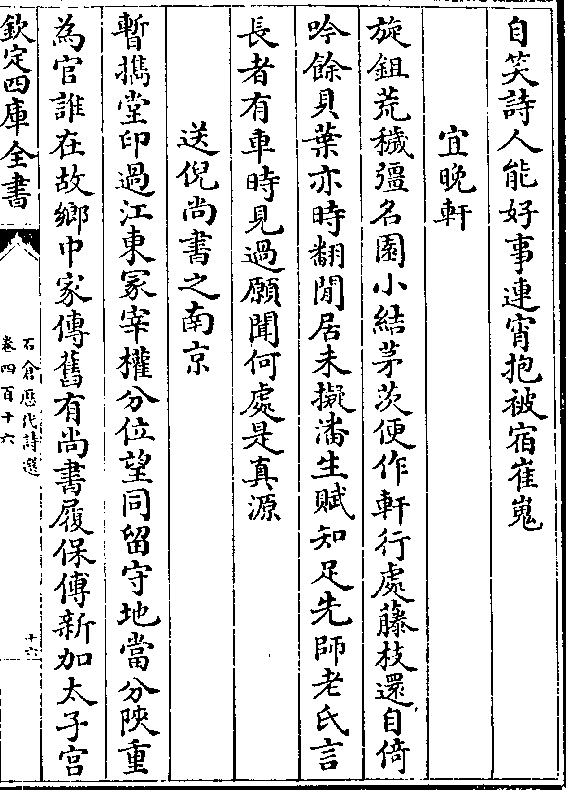 自笑詩人能好事連宵抱被宿崔嵬
宜晚軒
旋鉏荒穢彊名園小結茅茨便作軒行處藤枝還自倚
吟餘貝葉亦時翻閒居未擬潘生賦知足先師老氏言
長者有車時見過願聞何處是真源
送倪尚書之南京
暫攜堂印過江東冢宰權分位望同留守地當分陜重
為官誰在故鄉中家傳舊有尚書履保傅新加太子宫
欽定四庫全書
石倉歷代詩選
卷四百十六
十六